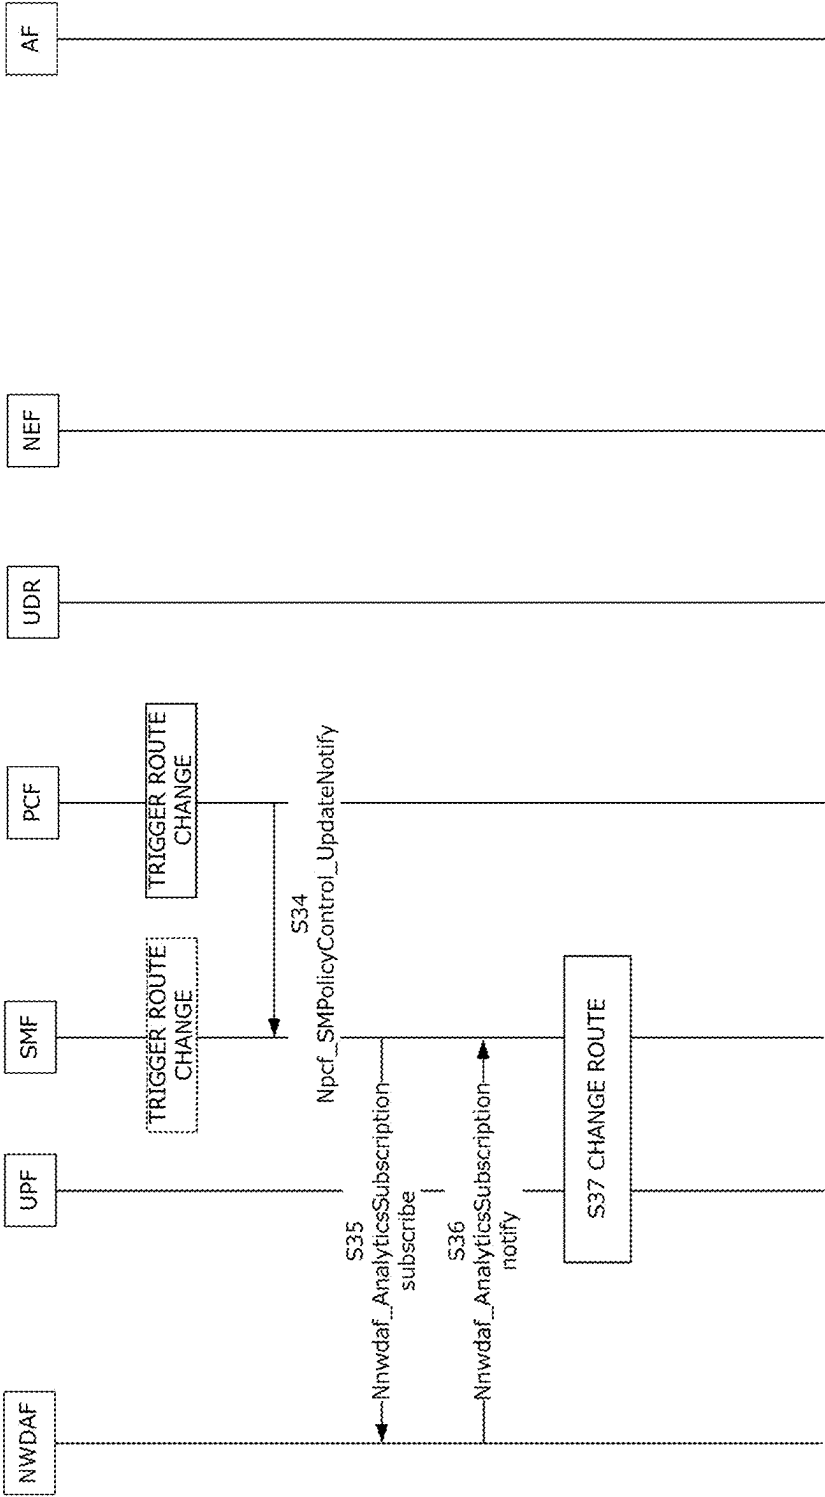 NWDAF
UPF
SMF
PCF
UDR
NEF
AF
TRIGGER ROUTE
CHANGE
TRIGGER ROUTE
CHANGE
S34
Npcf_SMPolicyControl_UpdateNotify
S35
Nnwdaf_AnalyticsSubscription
subscribe
S36
Nnwdaf_AnalyticsSubscription
notify
S37 CHANGE ROUTE